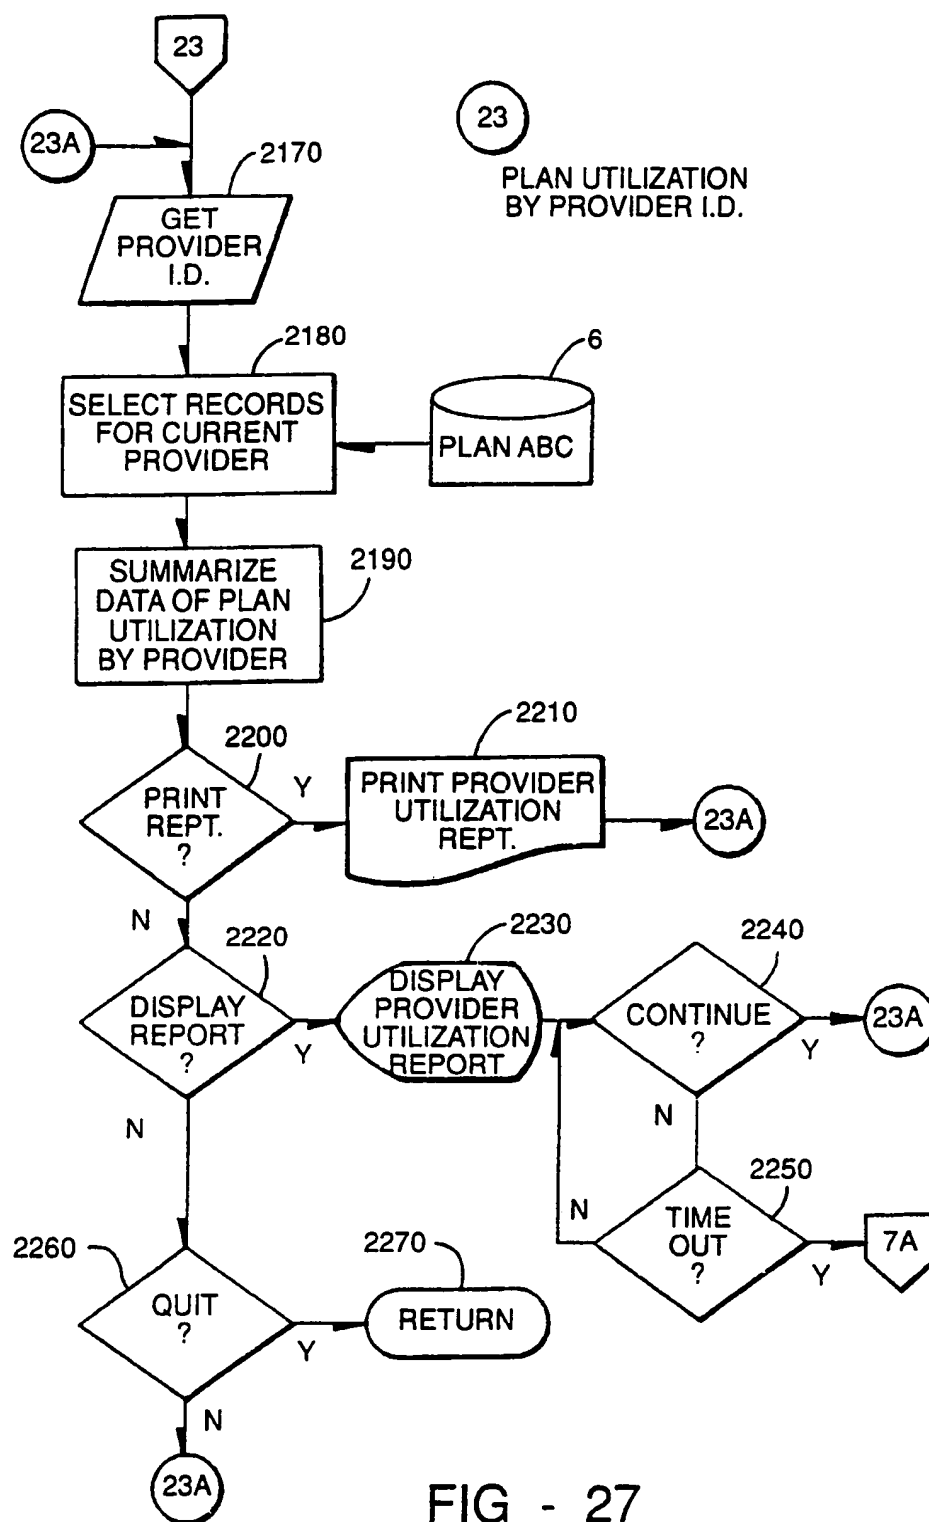 23
23A
23
2170
PLAN UTILIZATION
BY PROVIDER I.D.
GET
PROVIDER
I.D.
2180
6
SELECT RECORDS
FOR CURRENT
PROVIDER
PLAN ABC
2190
SUMMARIZE
DATA OF PLAN
UTILIZATION
BY PROVIDER
2200
2210
PRINT
REPT.
?
Y
PRINT PROVIDER
UTILIZATION
REPT.
23A
N
2220
2230
2240
DISPLAY
REPORT
?
Y
DISPLAY
PROVIDER
UTILIZATION
REPORT
CONTINUE
?
Y
23A
N
N
2250
N
TIME
OUT
?
Y
7A
2260
2270
QUIT
?
Y
RETURN
N
23A
FIG - 27